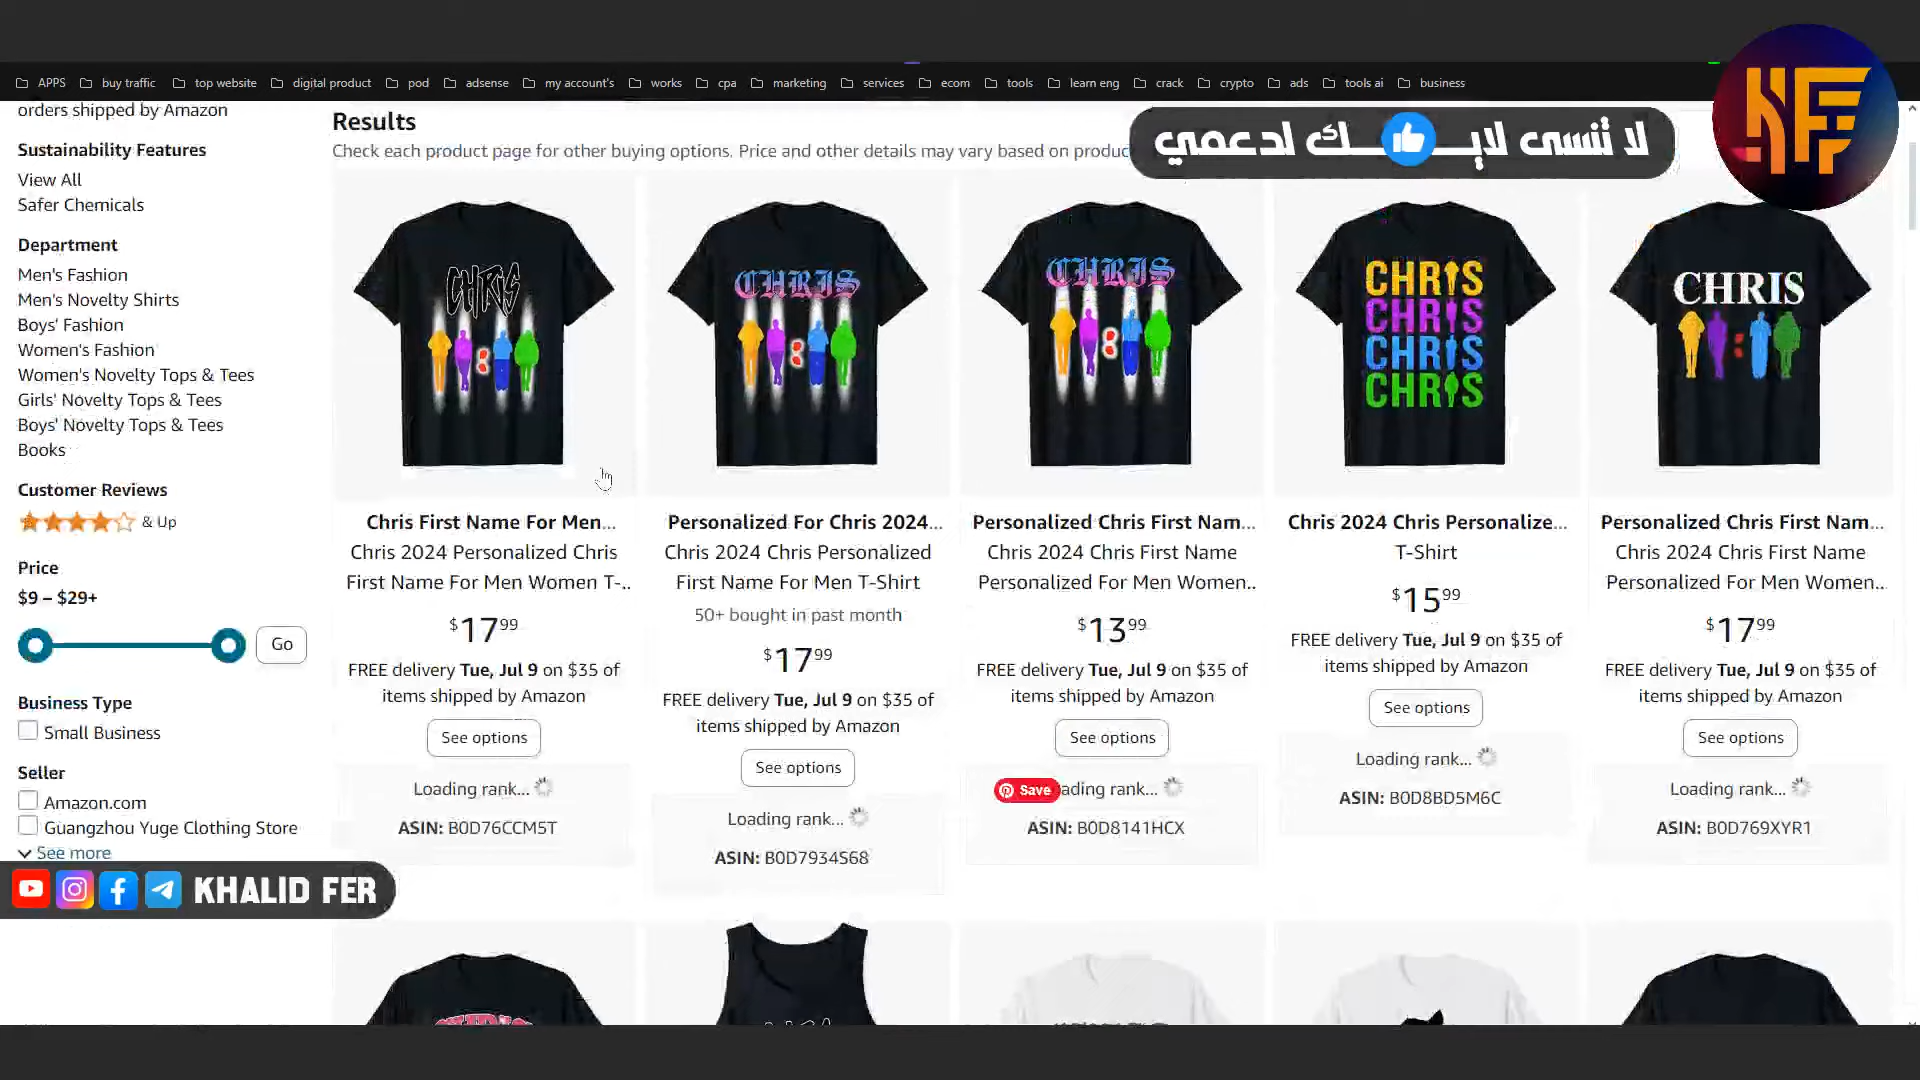 APPS buy traffic top website digital product pod adsense my account's works cpa marketing services ecom tools learn eng crack crypto ads tools ai business
KF
لا تنسى لايـــك لدعمي
orders shipped by Amazon
Sustainability Features
View All
Safer Chemicals
Department
Men's Fashion
Men's Novelty Shirts
Boys' Fashion
Women's Fashion
Women's Novelty Tops & Tees
Girls' Novelty Tops & Tees
Boys' Novelty Tops & Tees
Books
Customer Reviews
& Up
Price
$9 – $29+
Go
Business Type
Small Business
Seller
Amazon.com
Guangzhou Yuge Clothing Store
See more
KHALID FER
Results
Check each product page for other buying options. Price and other details may vary based on produc
CHRIS
Chris First Name For Men...
Chris 2024 Personalized Chris
First Name For Men Women T-..
$17.99
FREE delivery Tue, Jul 9 on $35 of
items shipped by Amazon
See options
Loading rank...
ASIN: B0D76CCM5T
CHRIS
Personalized For Chris 2024...
Chris 2024 Chris Personalized
First Name For Men T-Shirt
50+ bought in past month
$17.99
FREE delivery Tue, Jul 9 on $35 of
items shipped by Amazon
See options
Loading rank...
ASIN: B0D7934S68
CHRIS
Personalized Chris First Nam...
Chris 2024 Chris First Name
Personalized For Men Women..
$13.99
FREE delivery Tue, Jul 9 on $35 of
items shipped by Amazon
See options
Save ading rank...
ASIN: B0D8141HCX
CHRIS
CHRIS
CHRIS
CHRIS
Chris 2024 Chris Personalize...
T-Shirt
$15.99
FREE delivery Tue, Jul 9 on $35 of
items shipped by Amazon
See options
Loading rank...
ASIN: B0D8BD5M6C
CHRIS
Personalized Chris First Nam...
Chris 2024 Chris First Name
Personalized For Men Women..
$17.99
FREE delivery Tue, Jul 9 on $35 of
items shipped by Amazon
See options
Loading rank...
ASIN: B0D769XYR1